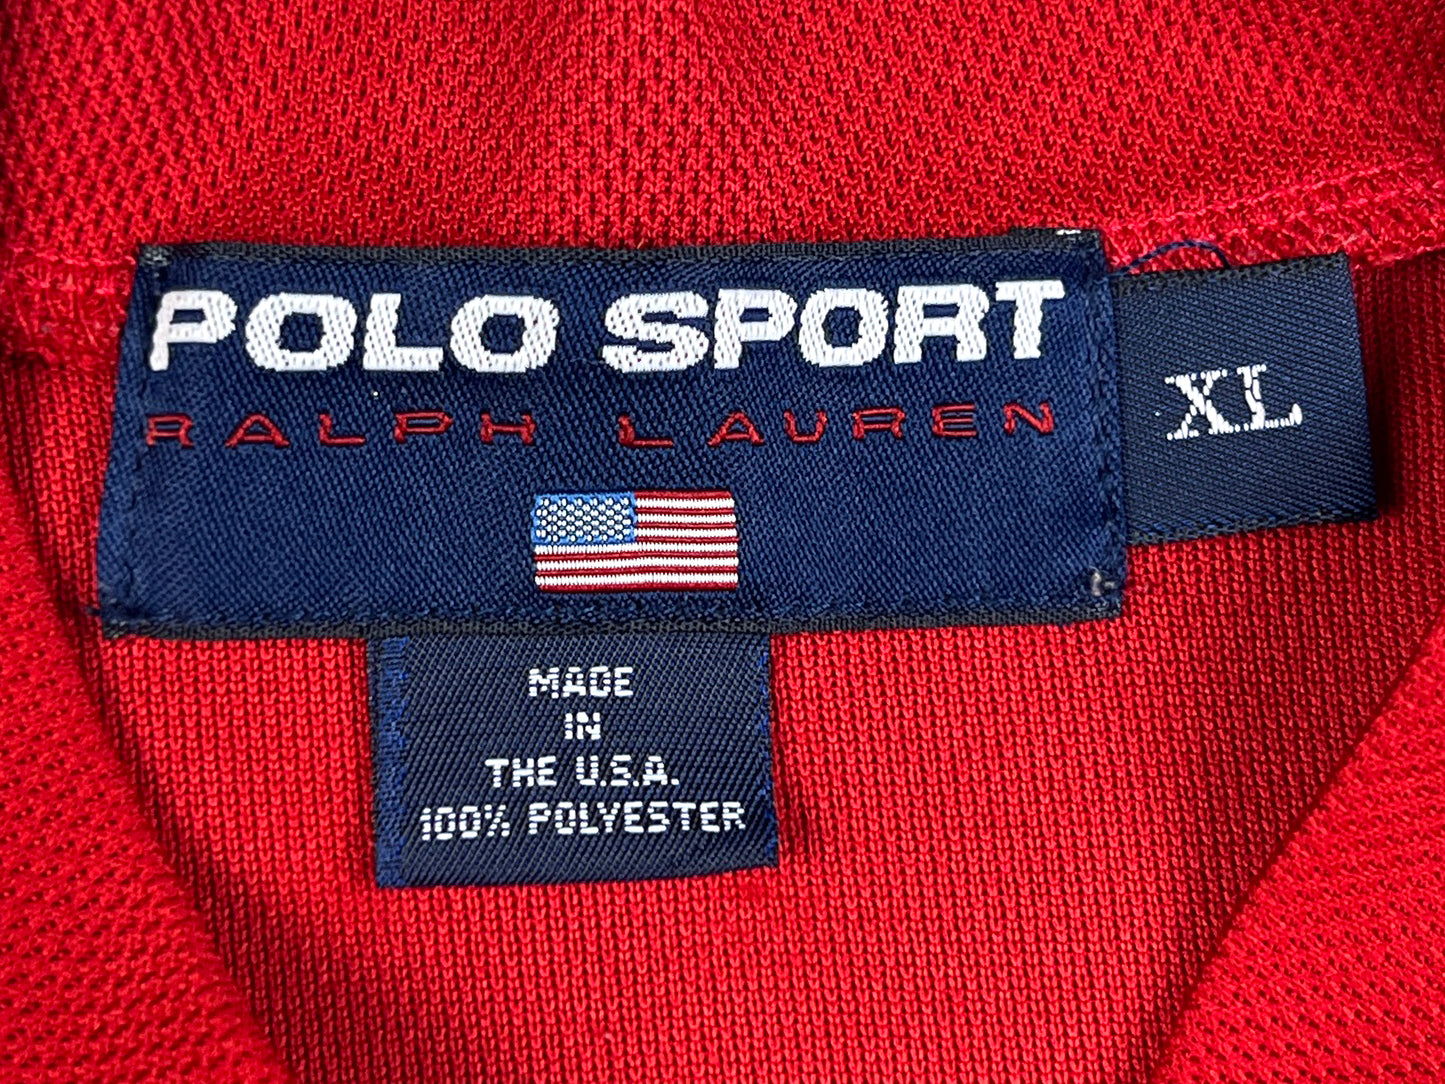 POLO SPORT
RALPH LAUREN
XL
MADE
IN
THE U.S.A.
100% POLYESTER